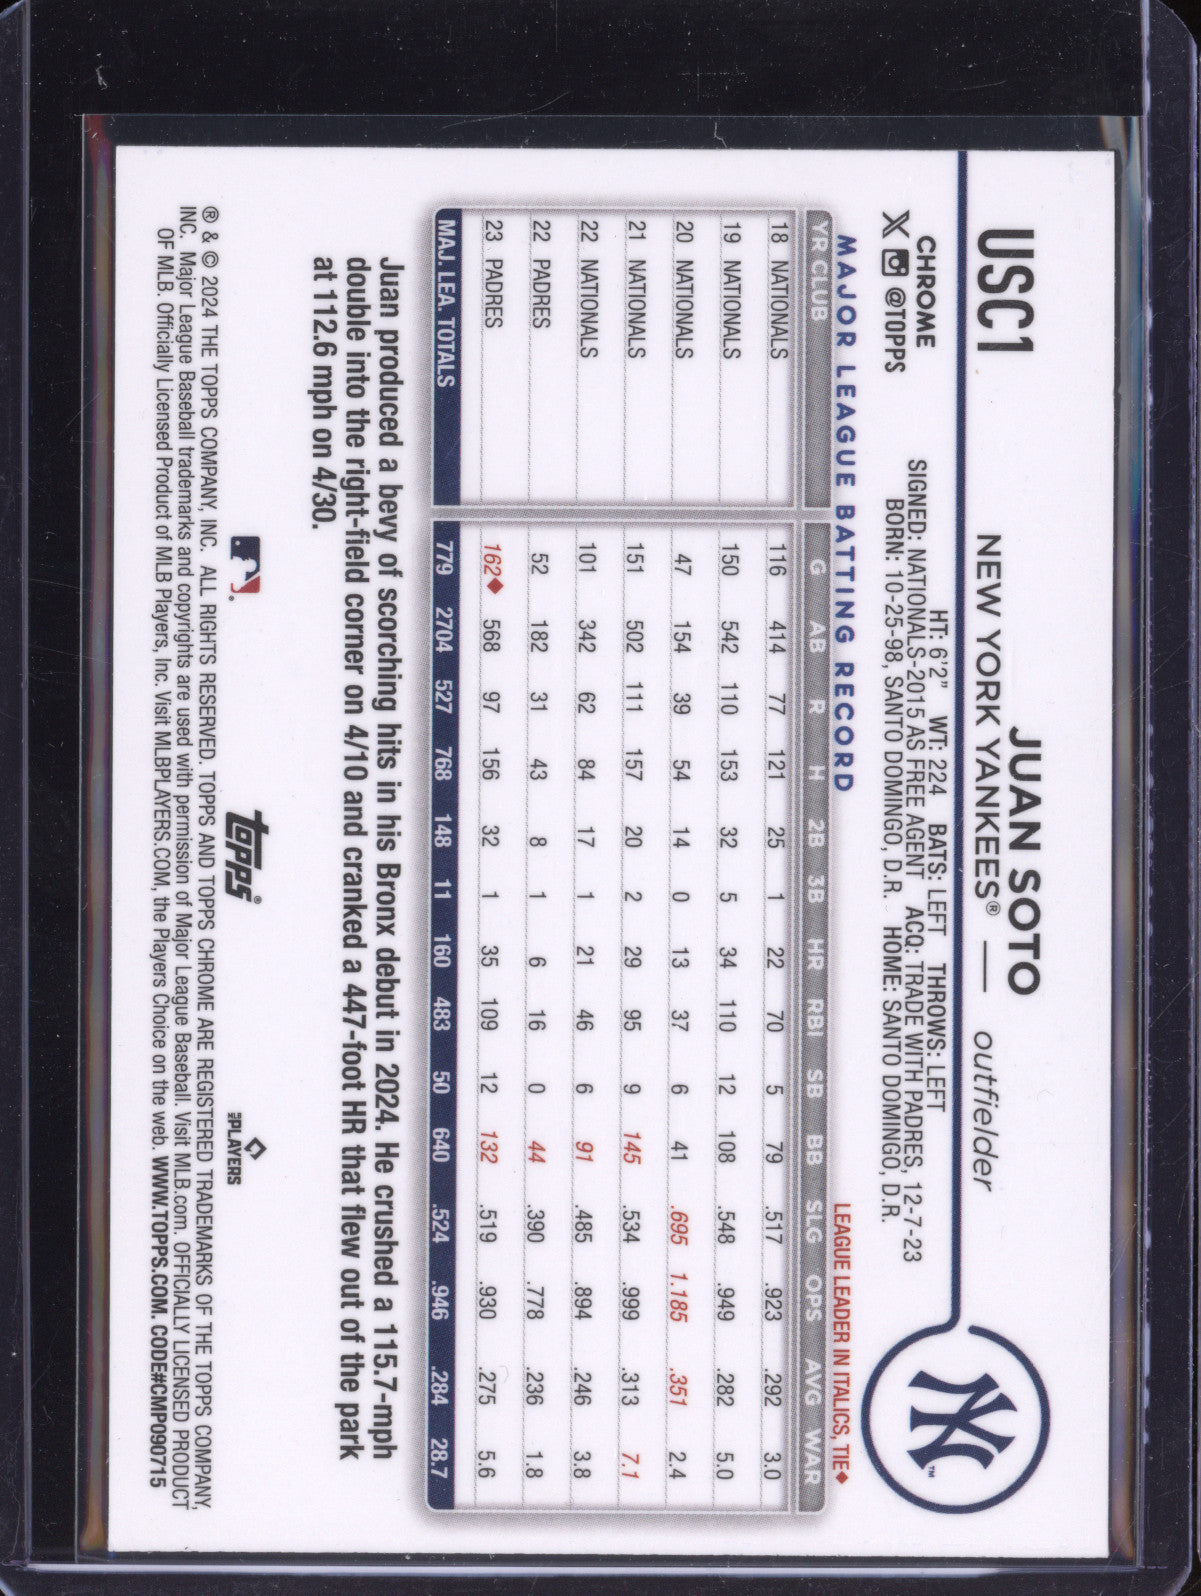 USC1
JUAN SOTO
NEW YORK YANKEES® — outfielder
CHROME
@TOPPS
HT: 6'2" WT: 224 BATS: LEFT THROWS: LEFT
SIGNED: NATIONALS-2015 AS FREE AGENT ACQ: TRADE WITH PADRES, 12-7-23
BORN: 10-25-98, SANTO DOMINGO, D.R. HOME: SANTO DOMINGO, D.R.
NY ™
MAJOR LEAGUE BATTING RECORD LEAGUE LEADER IN ITALICS, TIE♦
YR CLUB G AB R H 2B 3B HR RBI SB BB SLG OPS AVG WAR
18 NATIONALS 116 414 77 121 25 1 22 70 5 79 .517 .923 .292 3.0
19 NATIONALS 150 542 110 153 32 5 34 110 12 108 .548 .949 .282 5.0
20 NATIONALS 47 154 39 54 14 0 13 37 6 41 .695 1.185 .351 2.4
21 NATIONALS 151 502 111 157 20 2 29 95 9 145 .534 .999 .313 7.1
22 NATIONALS 101 342 62 84 17 1 21 46 6 91 .485 .894 .246 3.8
22 PADRES 52 182 31 43 8 1 6 16 0 44 .390 .778 .236 1.8
23 PADRES 162♦ 568 97 156 32 1 35 109 12 132 .519 .930 .275 5.6
MAJ. LEA. TOTALS 779 2704 527 768 148 11 160 483 50 640 .524 .946 .284 28.7
Juan produced a bevy of scorching hits in his Bronx debut in 2024. He crushed a 115.7-mph
double into the right-field corner on 4/10 and cranked a 447-foot HR that flew out of the park
at 112.6 mph on 4/30.
topps®
MLB PLAYERS
® & © 2024 THE TOPPS COMPANY, INC. ALL RIGHTS RESERVED. TOPPS AND TOPPS CHROME ARE REGISTERED TRADEMARKS OF THE TOPPS COMPANY,
INC. Major League Baseball trademarks and copyrights are used with permission of Major League Baseball. Visit MLB.com. OFFICIALLY LICENSED PRODUCT
OF MLB. Officially Licensed Product of MLB Players, Inc. Visit MLBPLAYERS.COM, the Players Choice on the web. WWW.TOPPS.COM. CODE#CMP090715